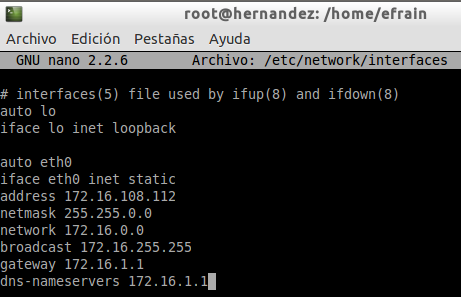 root@hernandez: /home/efrain
Archivo Edición Pestañas Ayuda
GNU nano 2.2.6 Archivo: /etc/network/interfaces
# interfaces(5) file used by ifup(8) and ifdown(8)
auto lo
iface lo inet loopback
auto eth0
iface eth0 inet static
address 172.16.108.112
netmask 255.255.0.0
network 172.16.0.0
broadcast 172.16.255.255
gateway 172.16.1.1
dns-nameservers 172.16.1.1